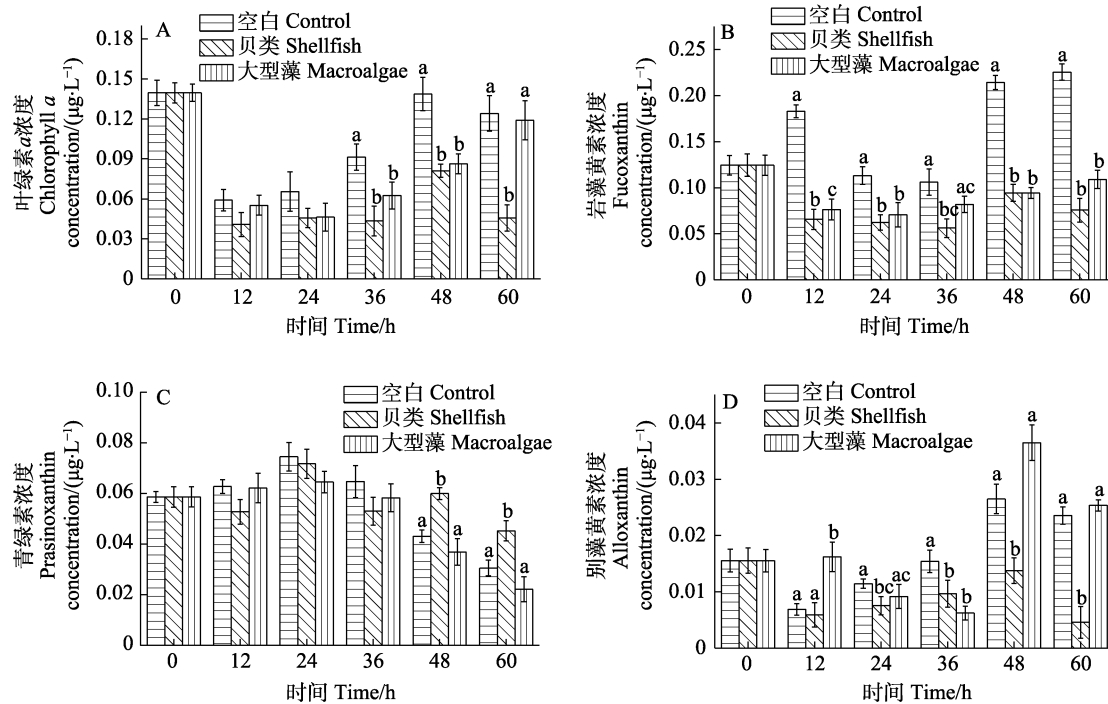 A
空白 Control
贝类 Shellfish
大型藻 Macroalgae
叶绿素a浓度
Chlorophyll a
concentration/(μg·L⁻¹)
0.18
0.15
0.12
0.09
0.06
0.03
0
a
b
b
a
b
b
a
b
a
0 12 24 36 48 60
时间 Time/h
B
空白 Control
贝类 Shellfish
大型藻 Macroalgae
岩藻黄素浓度
Fucoxanthin
concentration/(μg·L⁻¹)
0.25
0.20
0.15
0.10
0.05
0
a
b
c
a
b
b
a
bc
ac
a
b
b
a
b
b
0 12 24 36 48 60
时间 Time/h
C
空白 Control
贝类 Shellfish
大型藻 Macroalgae
青绿素浓度
Prasinoxanthin
concentration/(μg·L⁻¹)
0.10
0.08
0.06
0.04
0.02
0
a
b
a
a
b
a
0 12 24 36 48 60
时间 Time/h
D
空白 Control
贝类 Shellfish
大型藻 Macroalgae
别藻黄素浓度
Alloxanthin
concentration/(μg·L⁻¹)
0.04
0.03
0.02
0.01
0
a
a
b
a
bc
ac
a
b
b
a
b
a
a
b
a
0 12 24 36 48 60
时间 Time/h